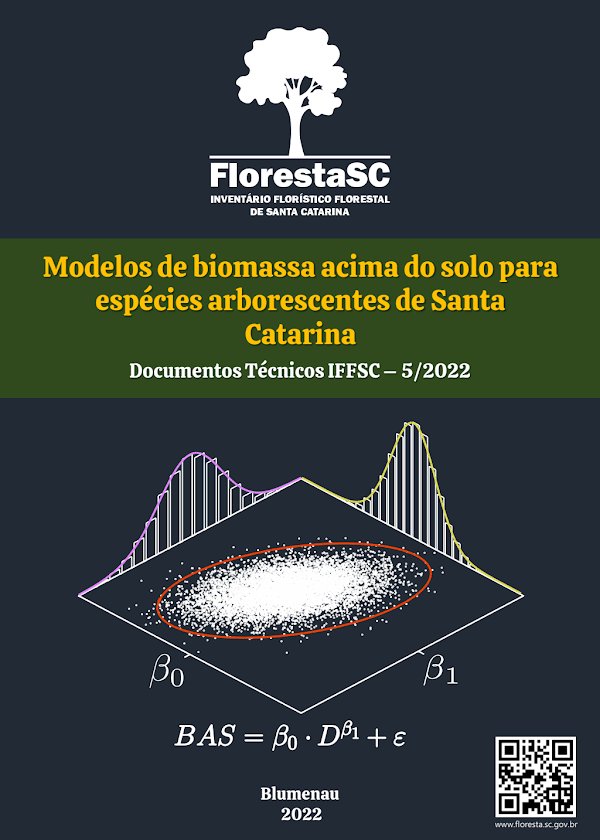 FlorestaSC
INVENTÁRIO FLORÍSTICO FLORESTAL
DE SANTA CATARINA
Modelos de biomassa acima do solo para
espécies arborescentes de Santa
Catarina
Documentos Técnicos IFFSC – 5/2022
β₀
β₁
BAS = β₀ · D^β₁ + ε
Blumenau
2022
www.floresta.sc.gov.br